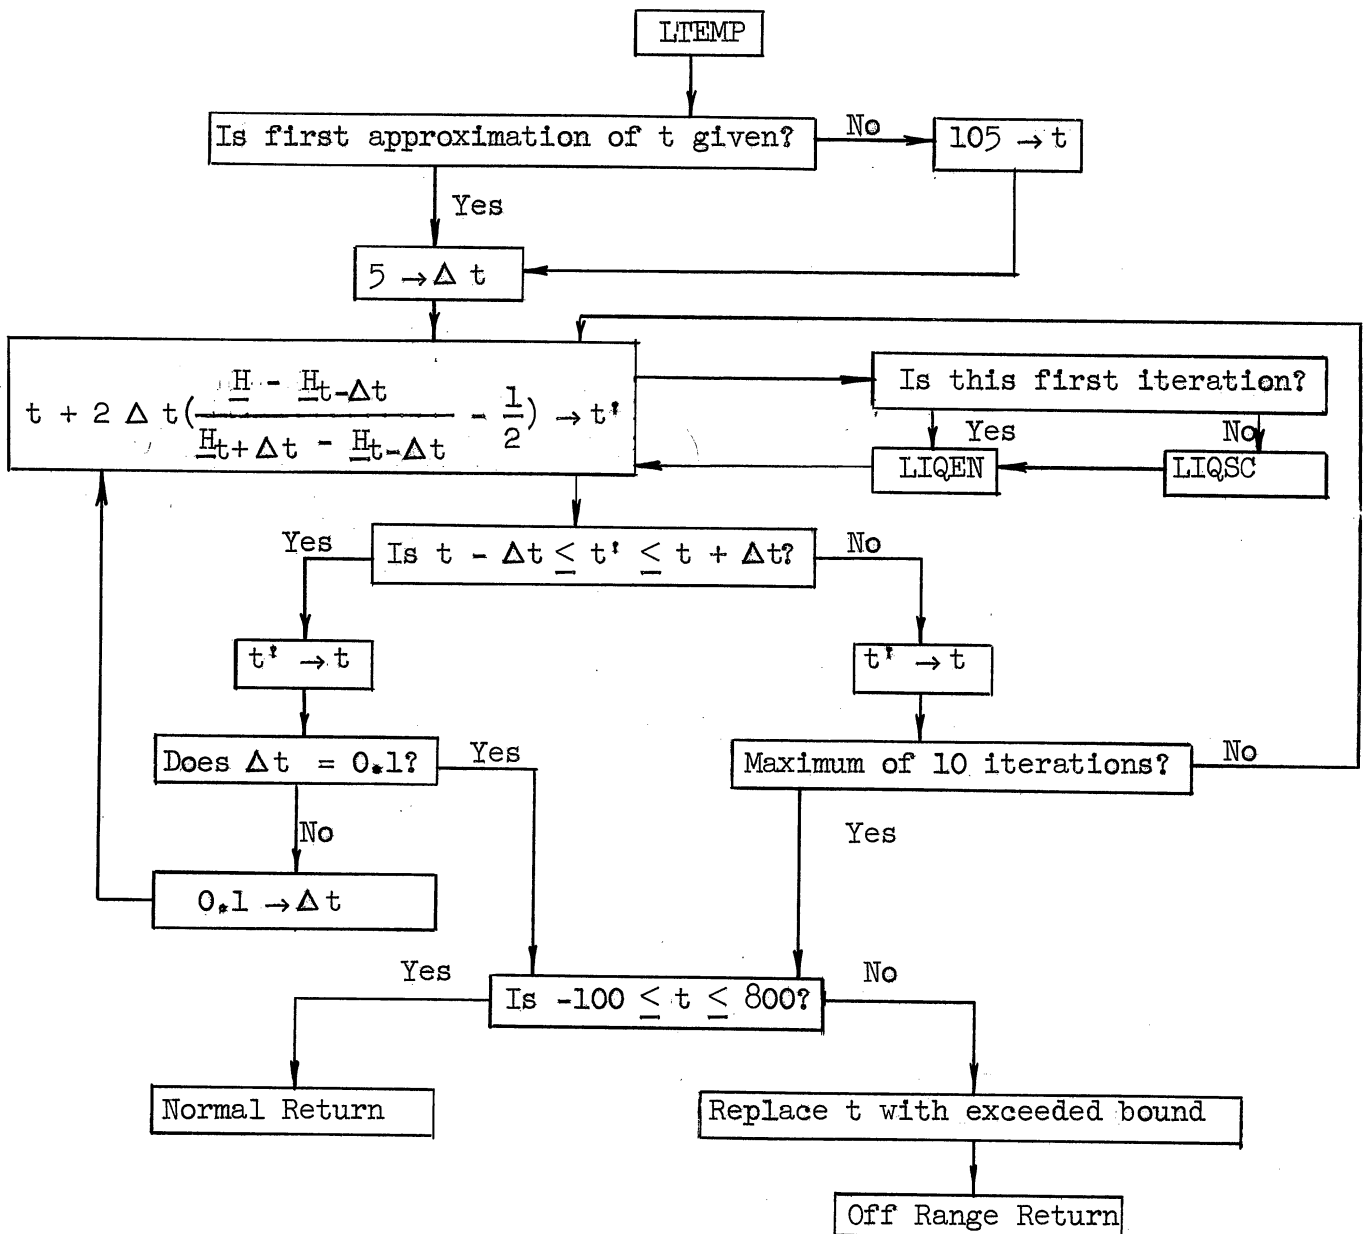 LTEMP
Is first approximation of t given?
No
105 → t
Yes
5 → Δ t
t + 2 Δ t(H - Ht-Δt / Ht+Δt - Ht-Δt - 1/2) → t'
Is this first iteration?
Yes
No
LIQEN
LIQSC
Yes
Is t - Δt ≤ t' ≤ t + Δt?
No
t' → t
t' → t
Does Δt = 0.1?
Yes
Maximum of 10 iterations?
No
No
Yes
0.1 → Δ t
Yes
Is -100 ≤ t ≤ 800?
No
Normal Return
Replace t with exceeded bound
Off Range Return